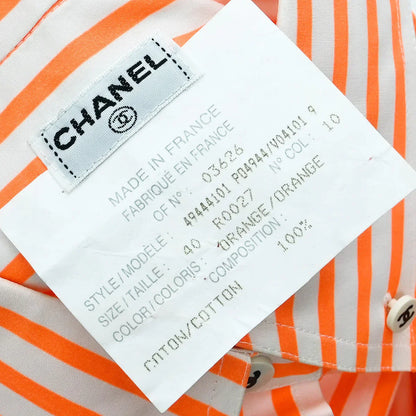 CHANEL
MADE IN FRANCE
FABRIQUÉ EN FRANCE
OF N°: 03626
49444101 P04944/V04101 9
STYLE/MODÈLE: R0027 N° COL: 10
SIZE/TAILLE: 40
COLOR/COLORIS: ORANGE/ORANGE
COMPOSITION:
COTON/COTTON 100%